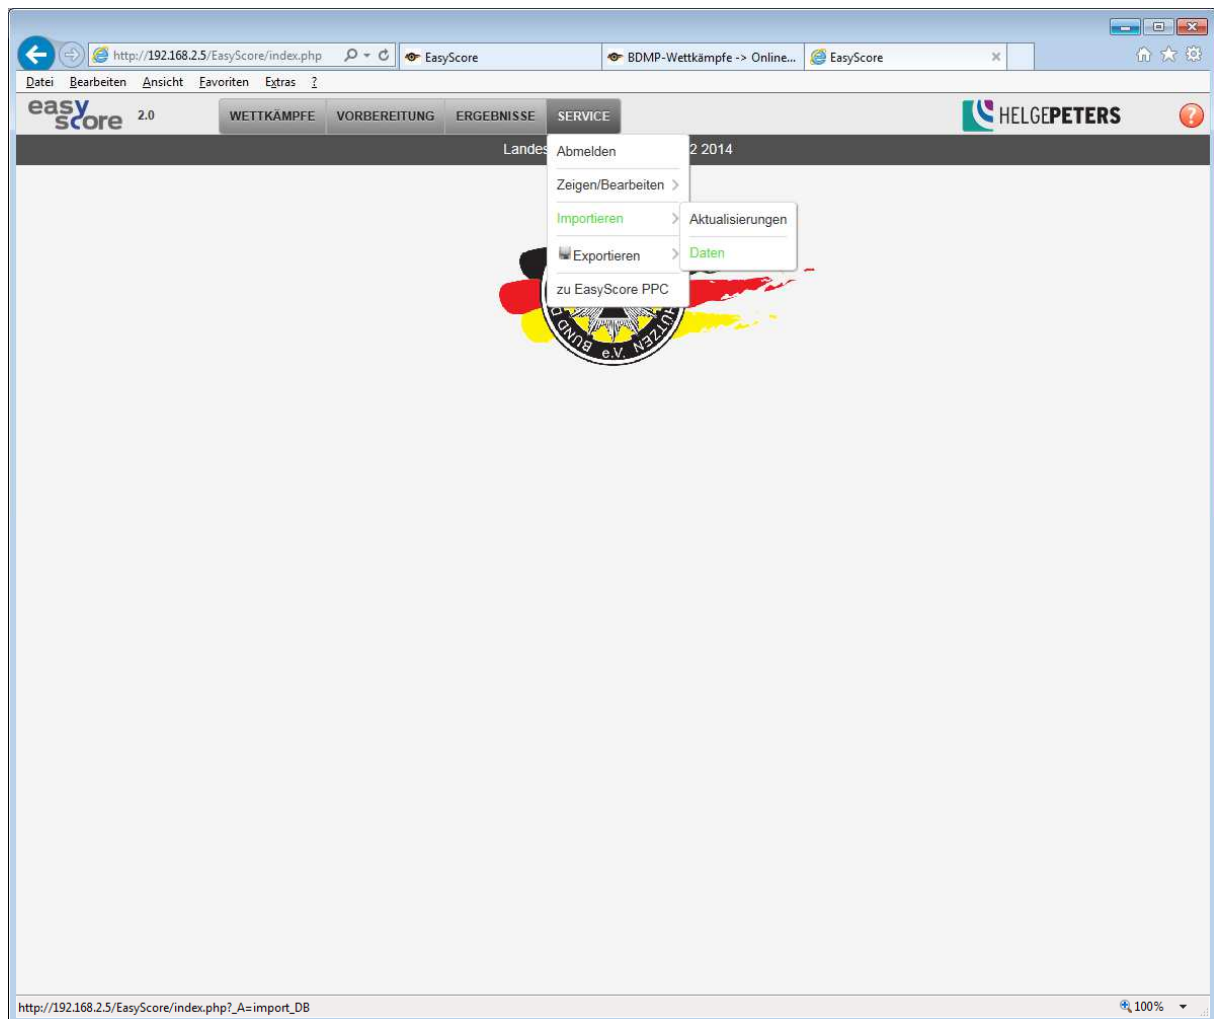 http://192.168.2.5/EasyScore/index.php
EasyScore
BDMP-Wettkämpfe -> Online...
EasyScore
Datei Bearbeiten Ansicht Favoriten Extras ?
easy score 2.0
WETTKÄMPFE VORBEREITUNG ERGEBNISSE SERVICE
HELGEPETERS
?
Landes
2 2014
Abmelden
Zeigen/Bearbeiten
Importieren
Aktualisierungen
Exportieren
Daten
zu EasyScore PPC
BUND D
HÜTZEN
e.V.
http://192.168.2.5/EasyScore/index.php?_A=import_DB
100%